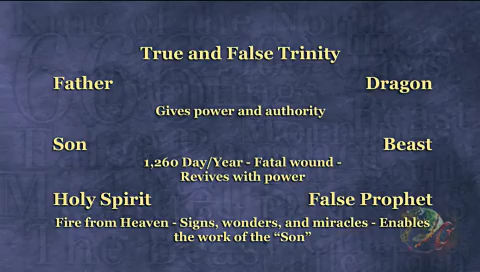 True and False Trinity
Father Dragon
Gives power and authority
Son Beast
1,260 Day/Year - Fatal wound -
Revives with power
Holy Spirit False Prophet
Fire from Heaven - Signs, wonders, and miracles - Enables
the work of the “Son”